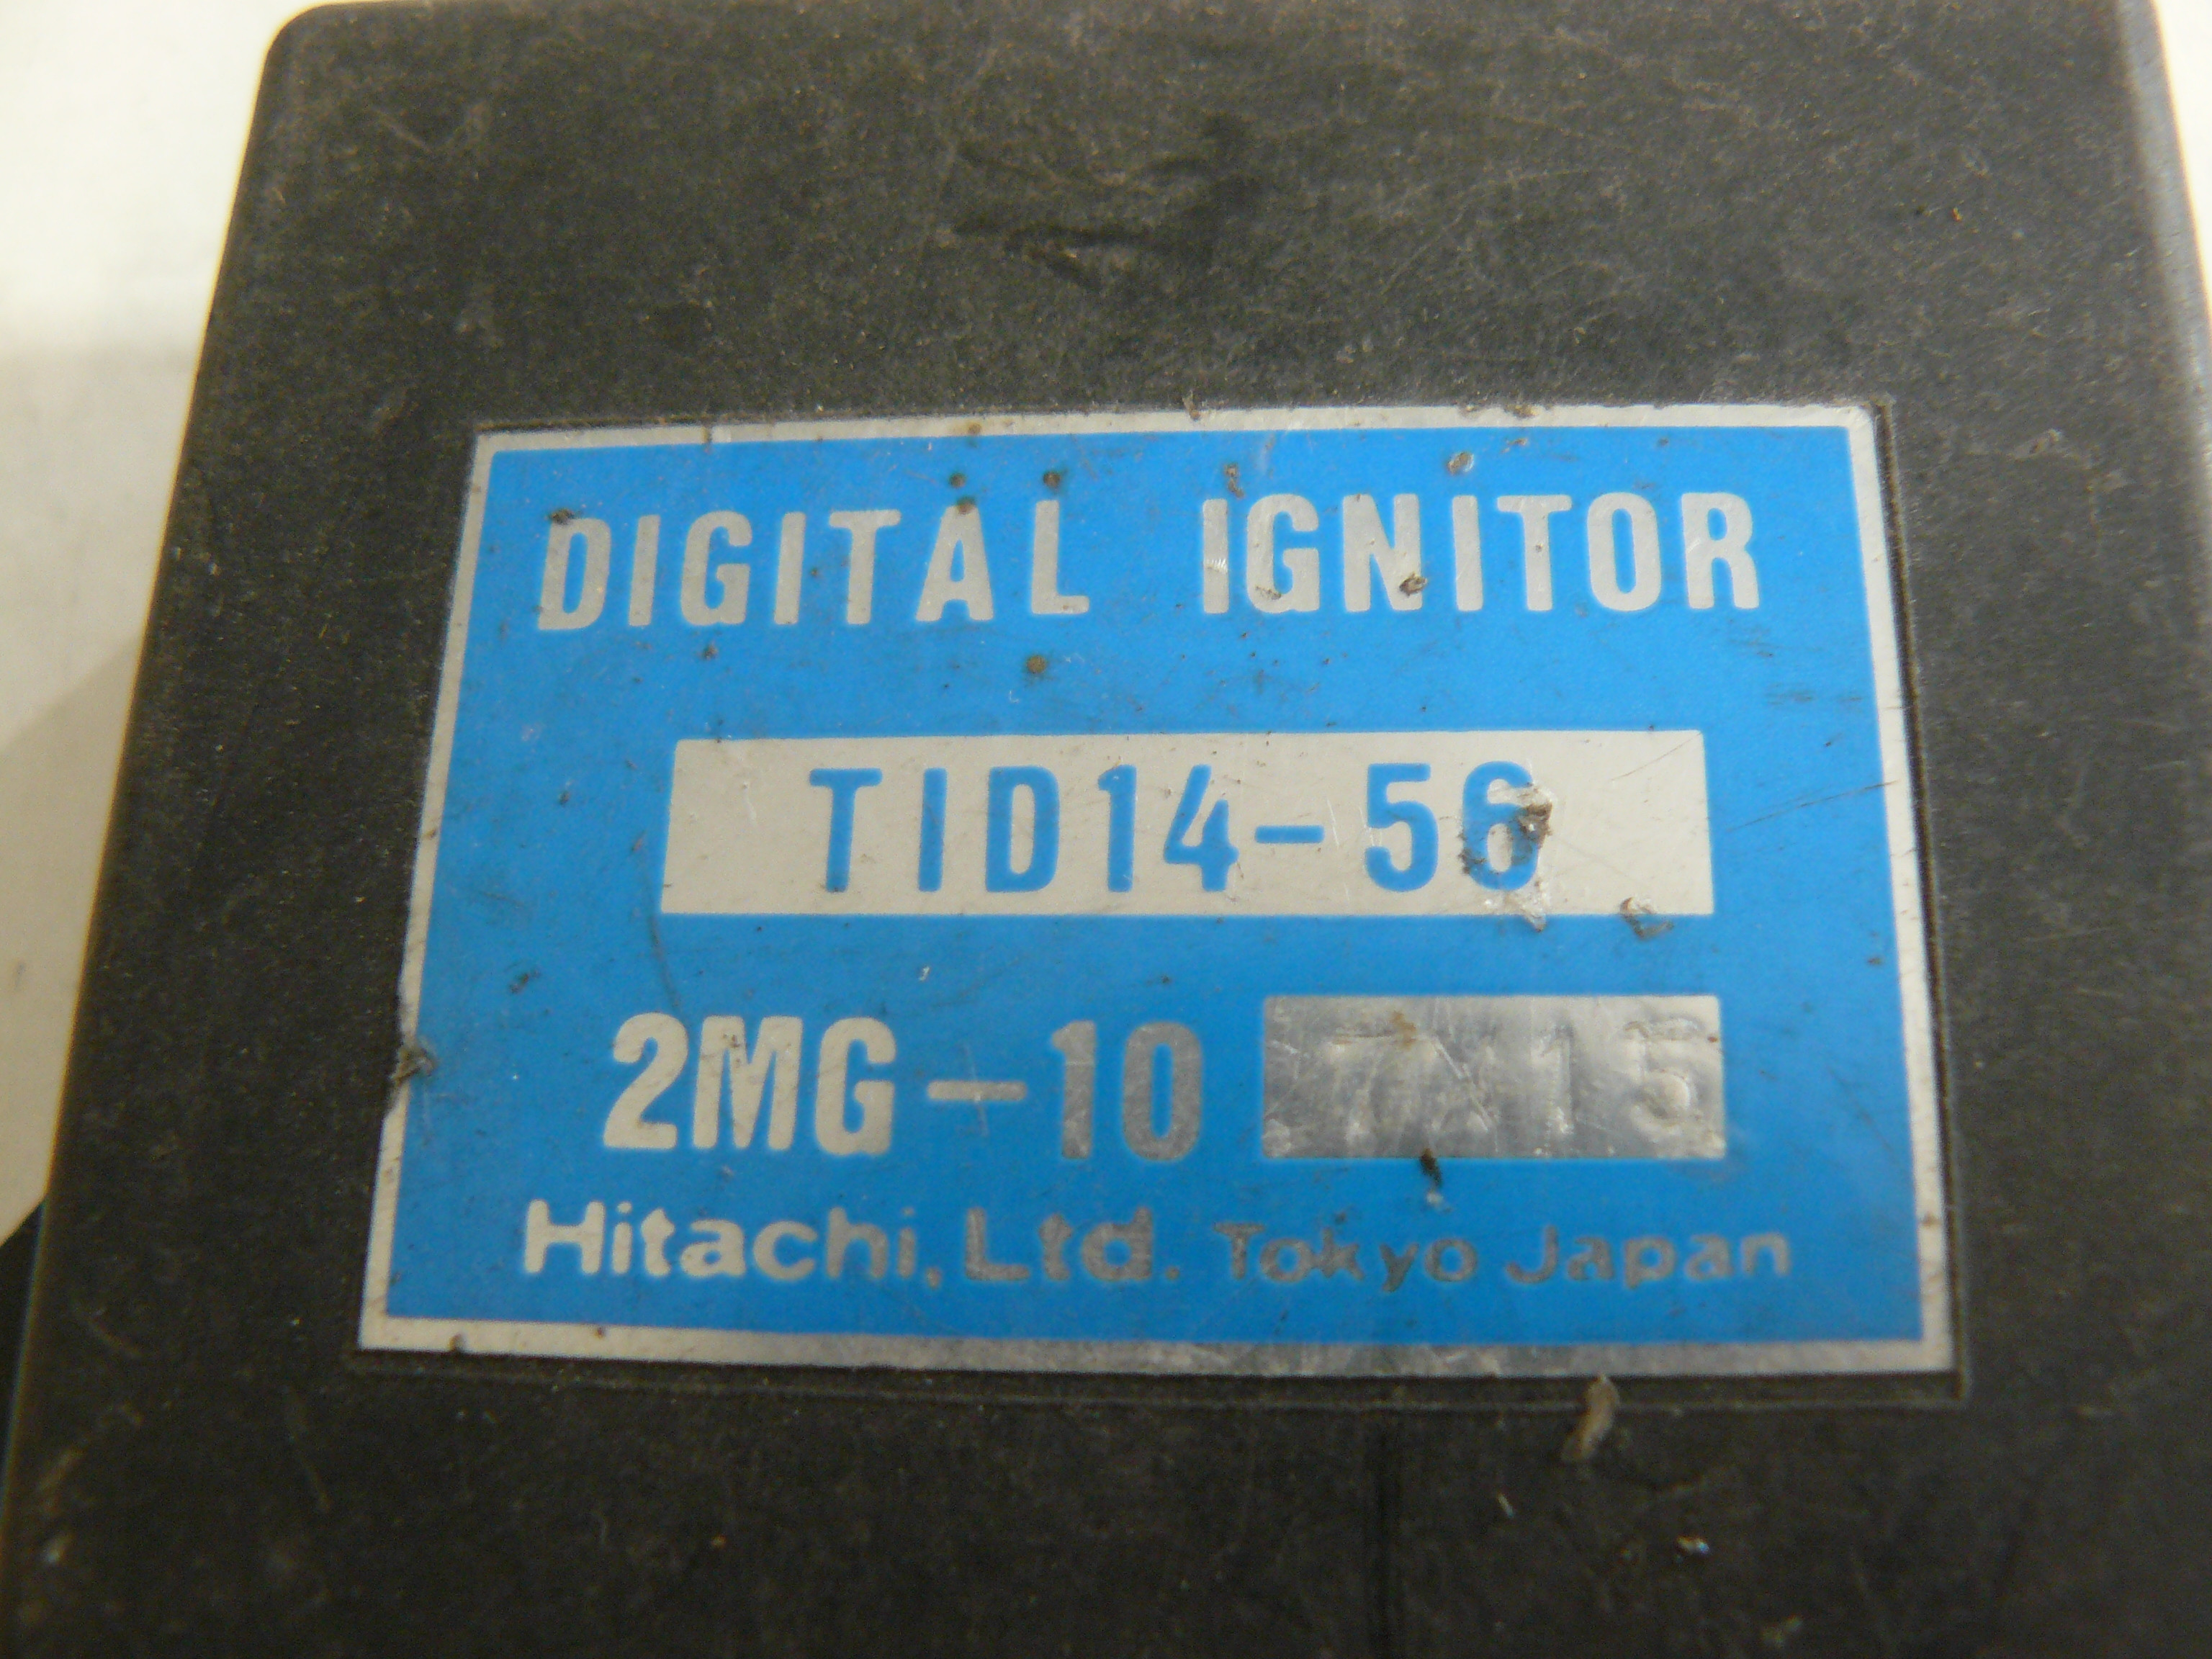 DIGITAL IGNITOR
TID14-56
2MG-10
Hitachi, Ltd. Tokyo Japan